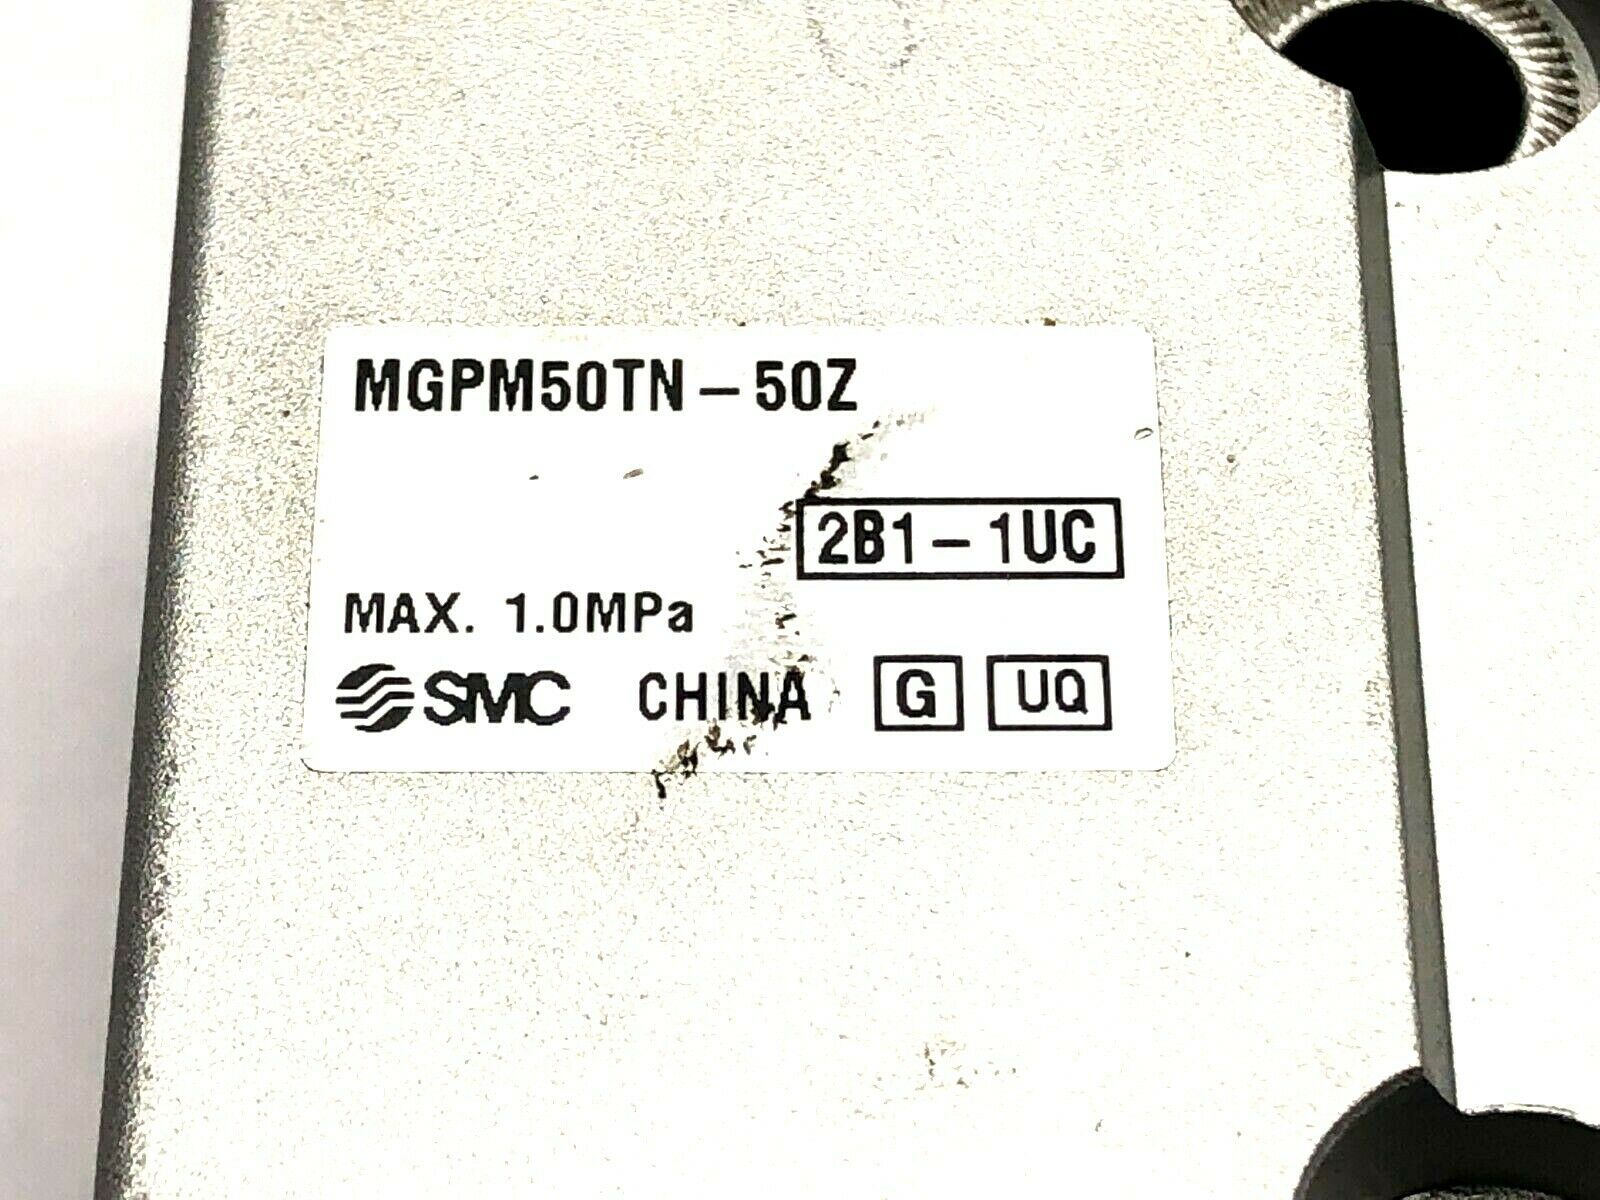 MGPM50TN-50Z
2B1-1UC
MAX. 1.0MPa
SMC CHINA G UQ